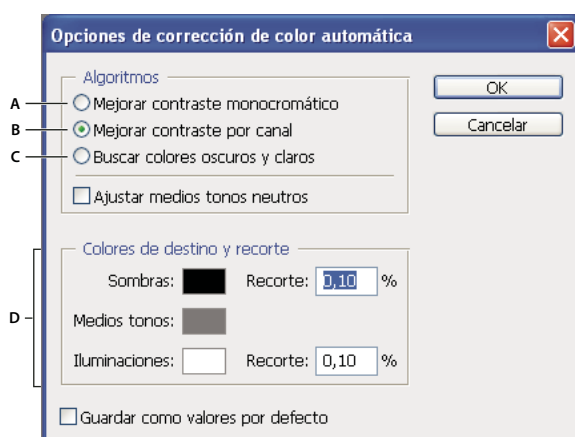 Opciones de corrección de color automática
Algoritmos
OK
A
Mejorar contraste monocromático
B
Mejorar contraste por canal
Cancelar
C
Buscar colores oscuros y claros
Ajustar medios tonos neutros
Colores de destino y recorte
Sombras: Recorte: 0,10 %
D
Medios tonos:
Iluminaciones: Recorte: 0,10 %
Guardar como valores por defecto